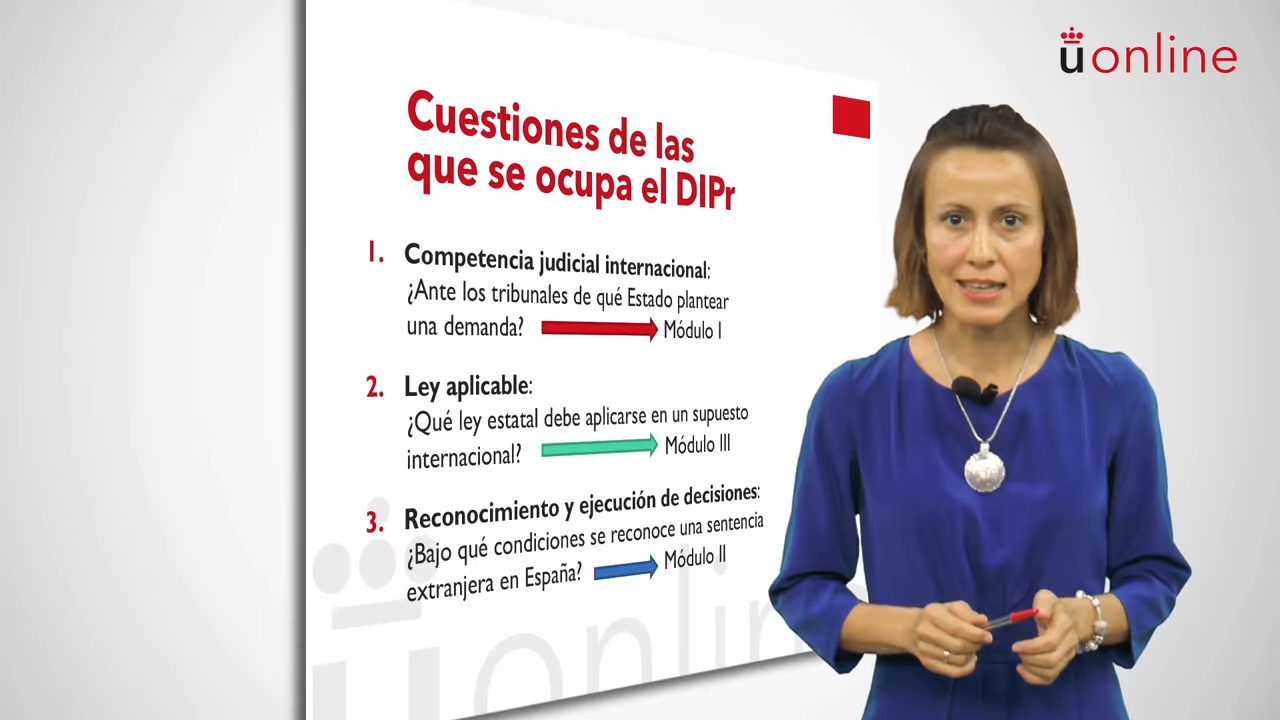 uonline
Cuestiones de las
que se ocupa el DIPr
1. Competencia judicial internacional:
¿Ante los tribunales de qué Estado plantear
una demanda? Módulo I
2. Ley aplicable:
¿Qué ley estatal debe aplicarse en un supuesto
internacional? Módulo III
3. Reconocimiento y ejecución de decisiones:
¿Bajo qué condiciones se reconoce una sentencia
extranjera en España? Módulo II
uonlin